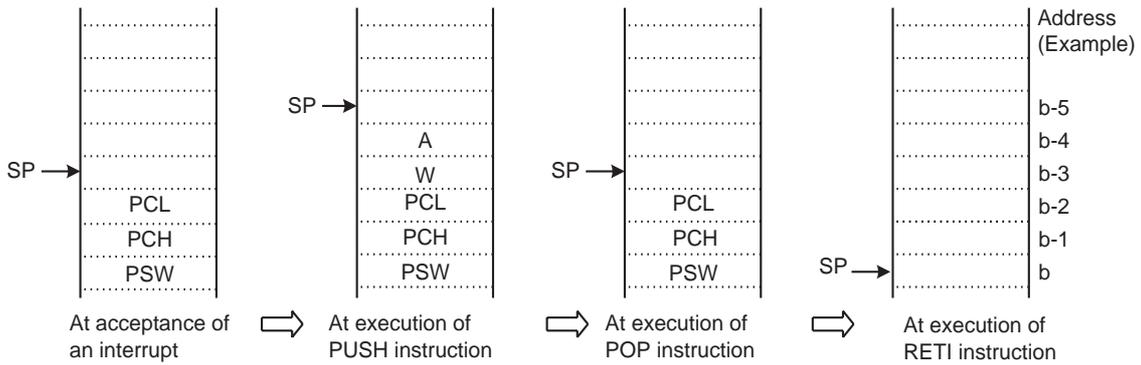 Address
(Example)
SP
b-5
A
b-4
SP
W
SP
b-3
PCL
PCL
PCL
b-2
PCH
PCH
PCH
b-1
PSW
PSW
PSW
SP
b
At acceptance of
an interrupt
At execution of
PUSH instruction
At execution of
POP instruction
At execution of
RETI instruction